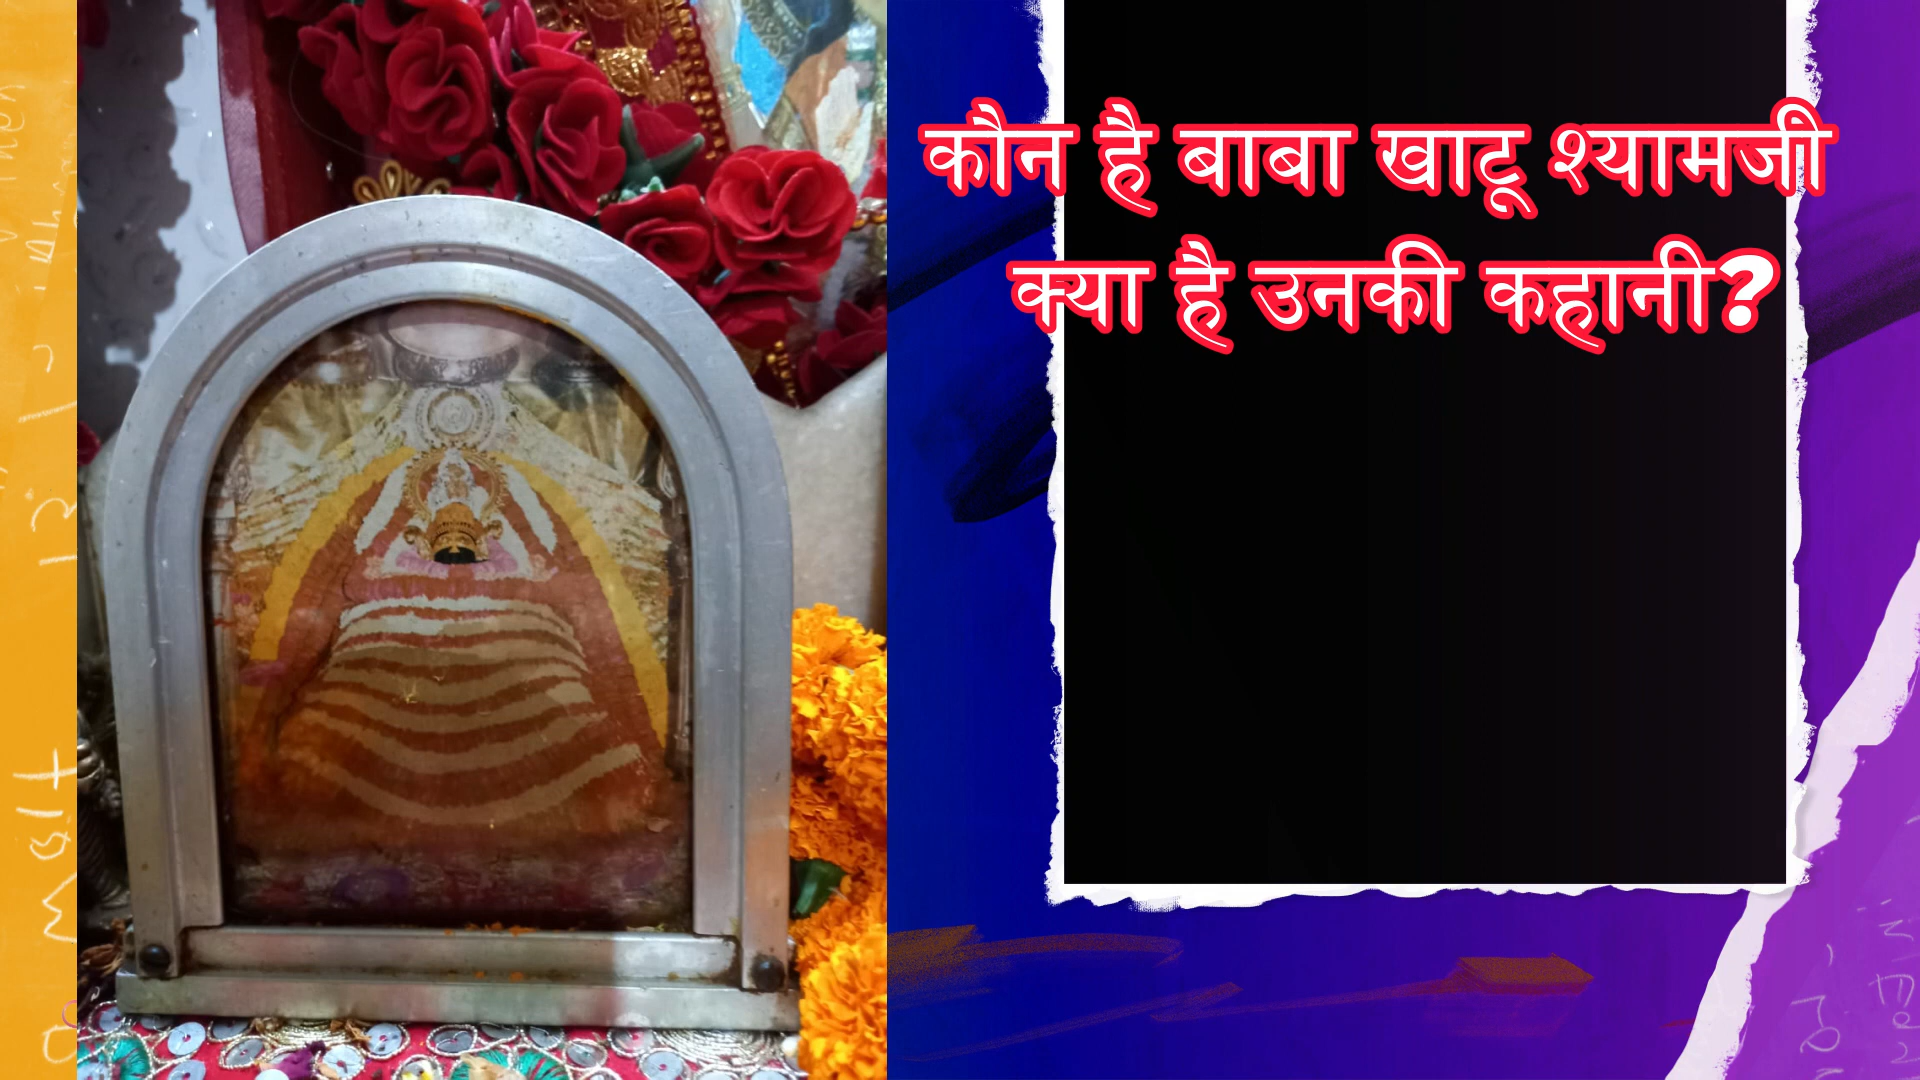 कौन है बाबा खाटू श्यामजी
क्या है उनकी कहानी?